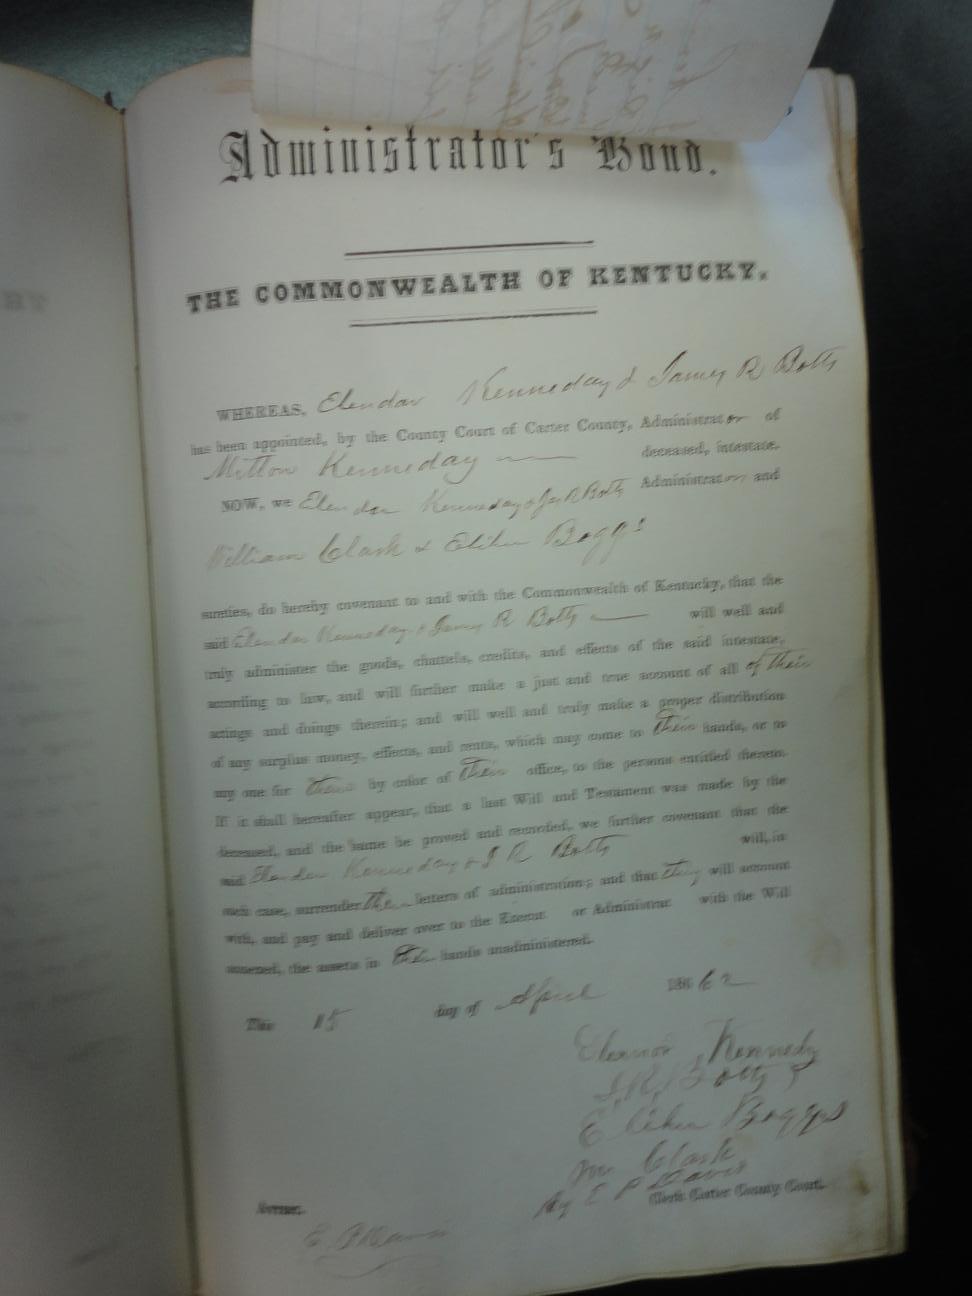 Administrator's Bond.
THE COMMONWEALTH OF KENTUCKY.
WHEREAS, Elendar Kenneday & James R Botts
has been appointed, by the County Court of Carter County, Administrator of
Milton Kenneday deceased, intestate.
NOW, we Elendar Kenneday & Jas R Botts Administrator and
William Clark & Elihu Boggs
sureties, do hereby covenant to and with the Commonwealth of Kentucky, that the
said Elendar Kenneday & James R Botts will well and
truly administer the goods, chattels, credits, and effects of the said intestate,
according to law, and will further make a just and true account of all of their
actings and doings therein; and will well and truly make a proper distribution
of any surplus money, effects, and rents, which may come to their hands, or to
any one for them by color of their office, to the persons entitled thereto.
If it shall hereafter appear, that a last Will and Testament was made by the
deceased, and the same be proved and recorded, we further covenant that the
said Elendar Kenneday & J R Botts will, in
such case, surrender letters of administration; and that they will account
with, and pay and deliver over to the Execut or Administrat with the Will
annexed, the assets in hands unadministered.
This 15 day of April 1862
Eleanor Kennedy
J. R. Botts
Elihu Boggs
Wm Clark
By E P Davis
Clerk Carter County Court.
Attest,
E P Davis